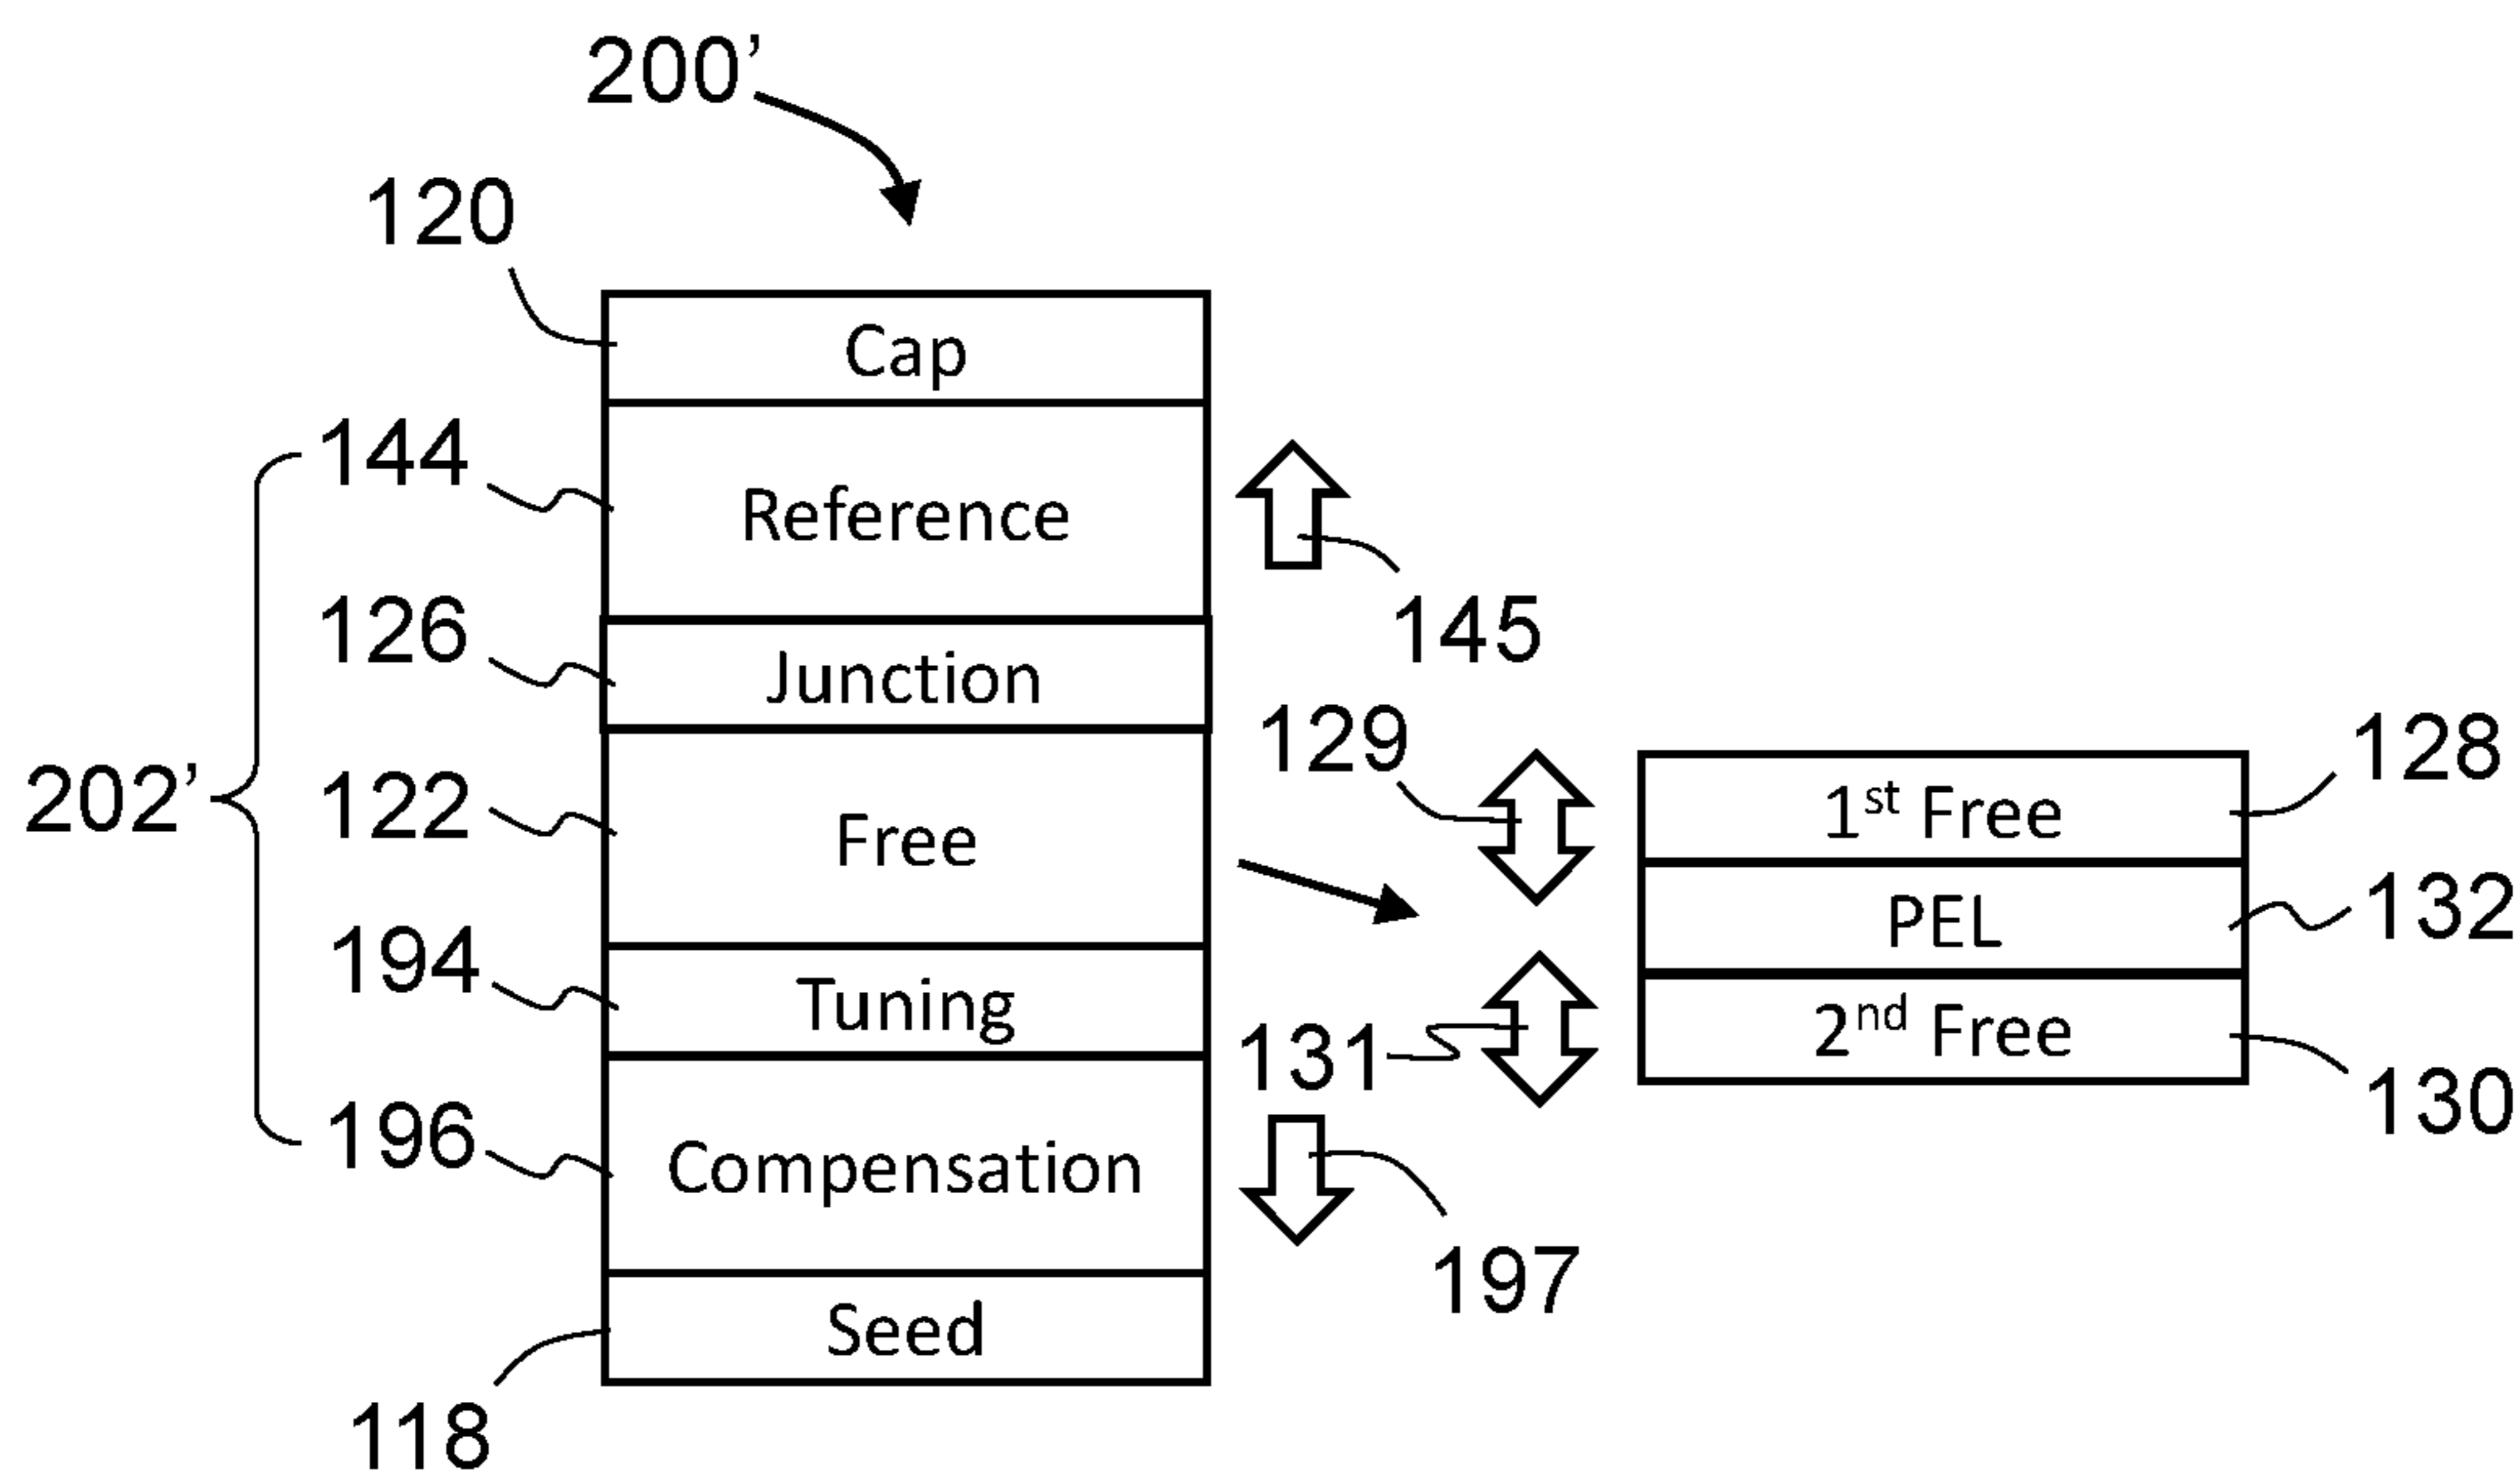 200’
120
Cap
144
Reference
145
126
Junction
129
128
202’
122
Free
1st Free
132
PEL
194
Tuning
131
2nd Free
130
196
Compensation
197
118
Seed